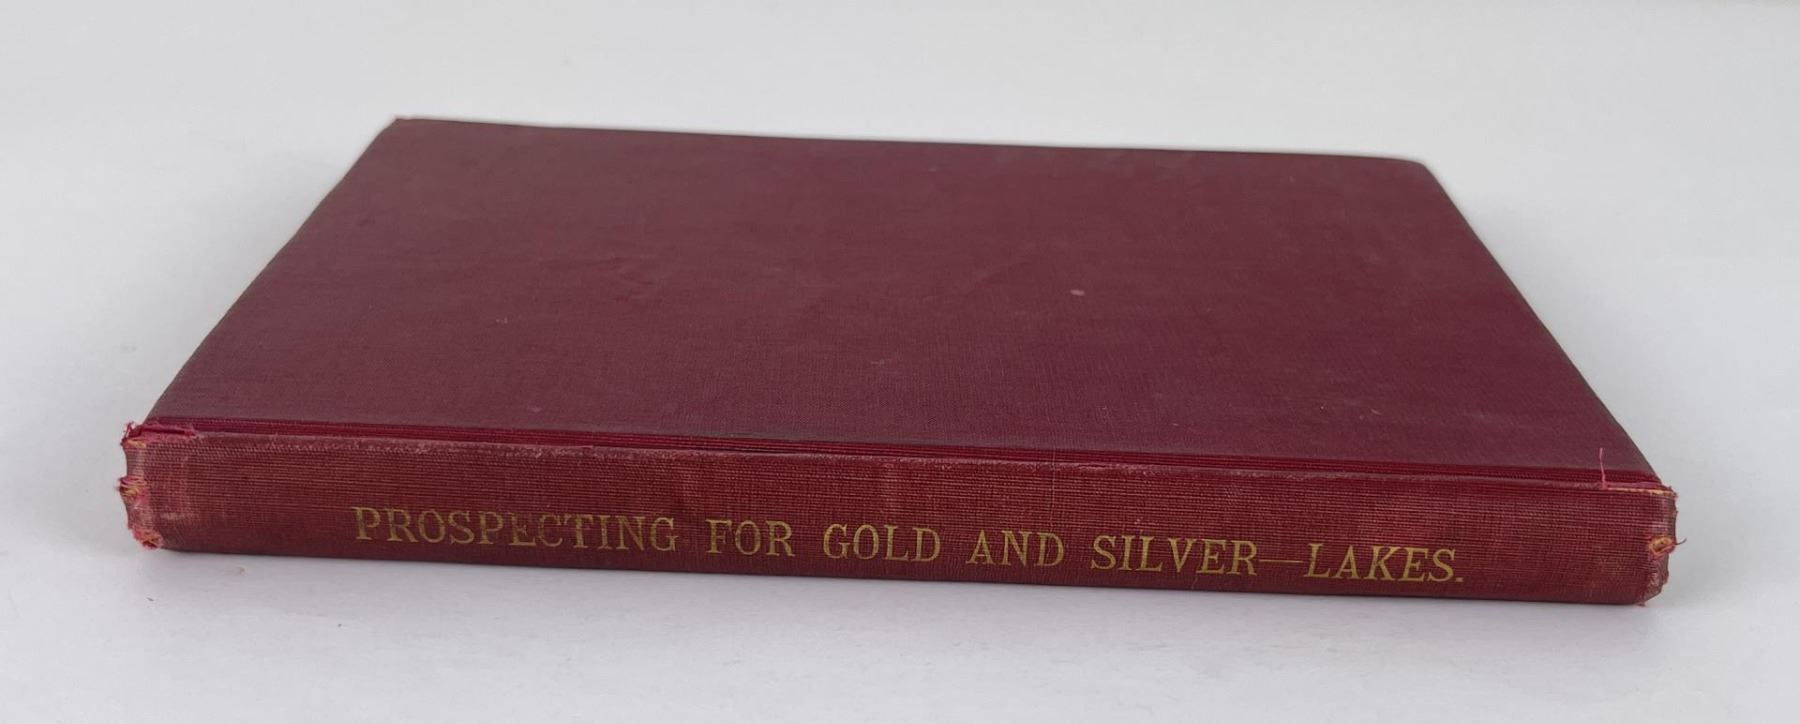 PROSPECTING FOR GOLD AND SILVER—LAKES.